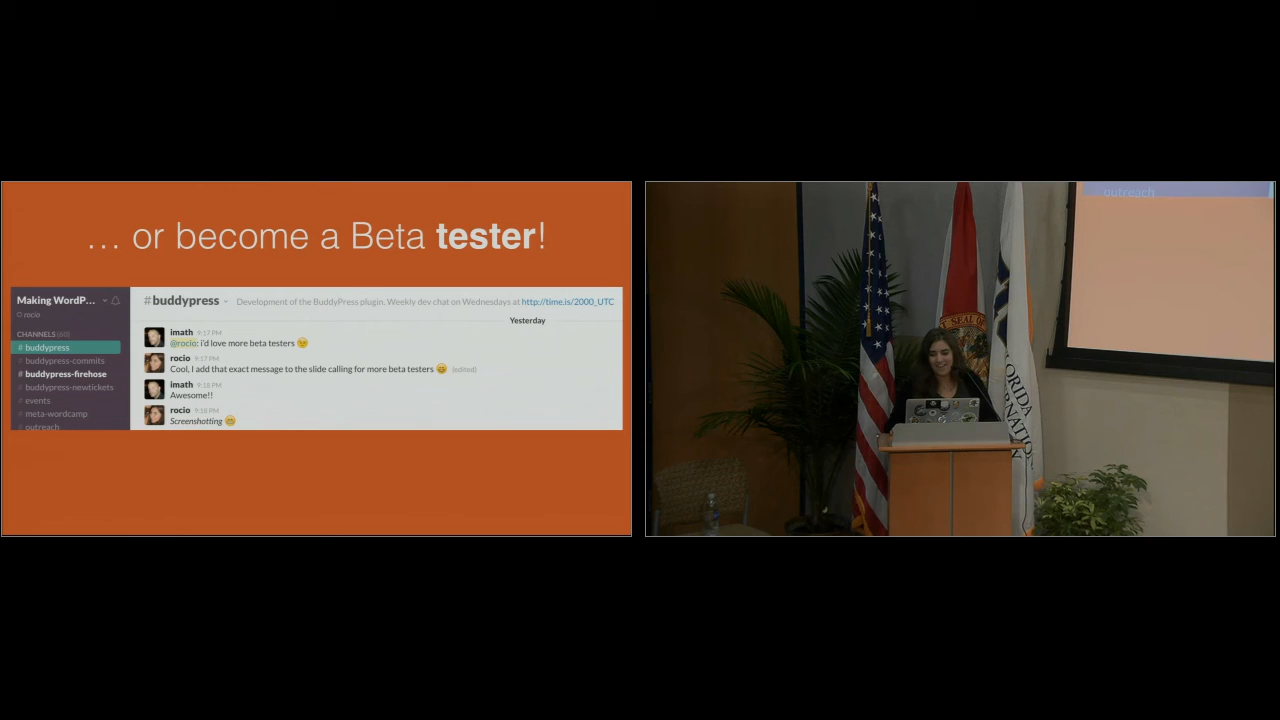 … or become a Beta tester!
Making WordP...
rocio
CHANNELS (60)
# buddypress
# buddypress-commits
# buddypress-firehose
# buddypress-newtickets
# events
# meta-wordcamp
# outreach
#buddypress
Development of the BuddyPress plugin. Weekly dev chat on Wednesdays at http://time.is/2000_UTC
Yesterday
imath 9:17 PM
@rocio: i'd love more beta testers
rocio 9:17 PM
Cool, I add that exact message to the slide calling for more beta testers (edited)
imath 9:18 PM
Awesome!!
rocio 9:18 PM
Screenshotting
outreach
SEAL OF